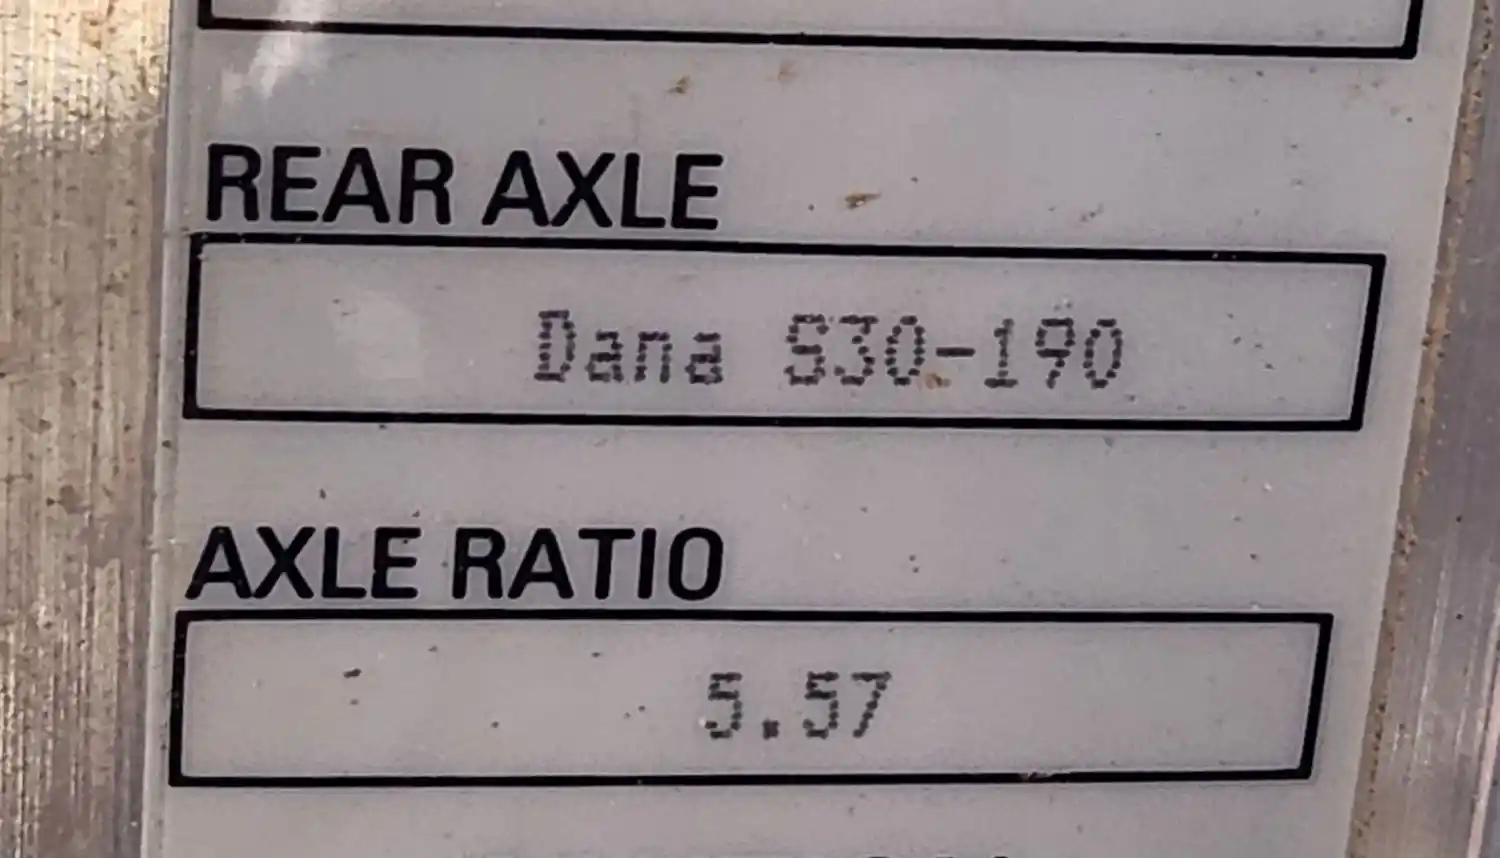 REAR AXLE
Dana S30-190
AXLE RATIO
5.57